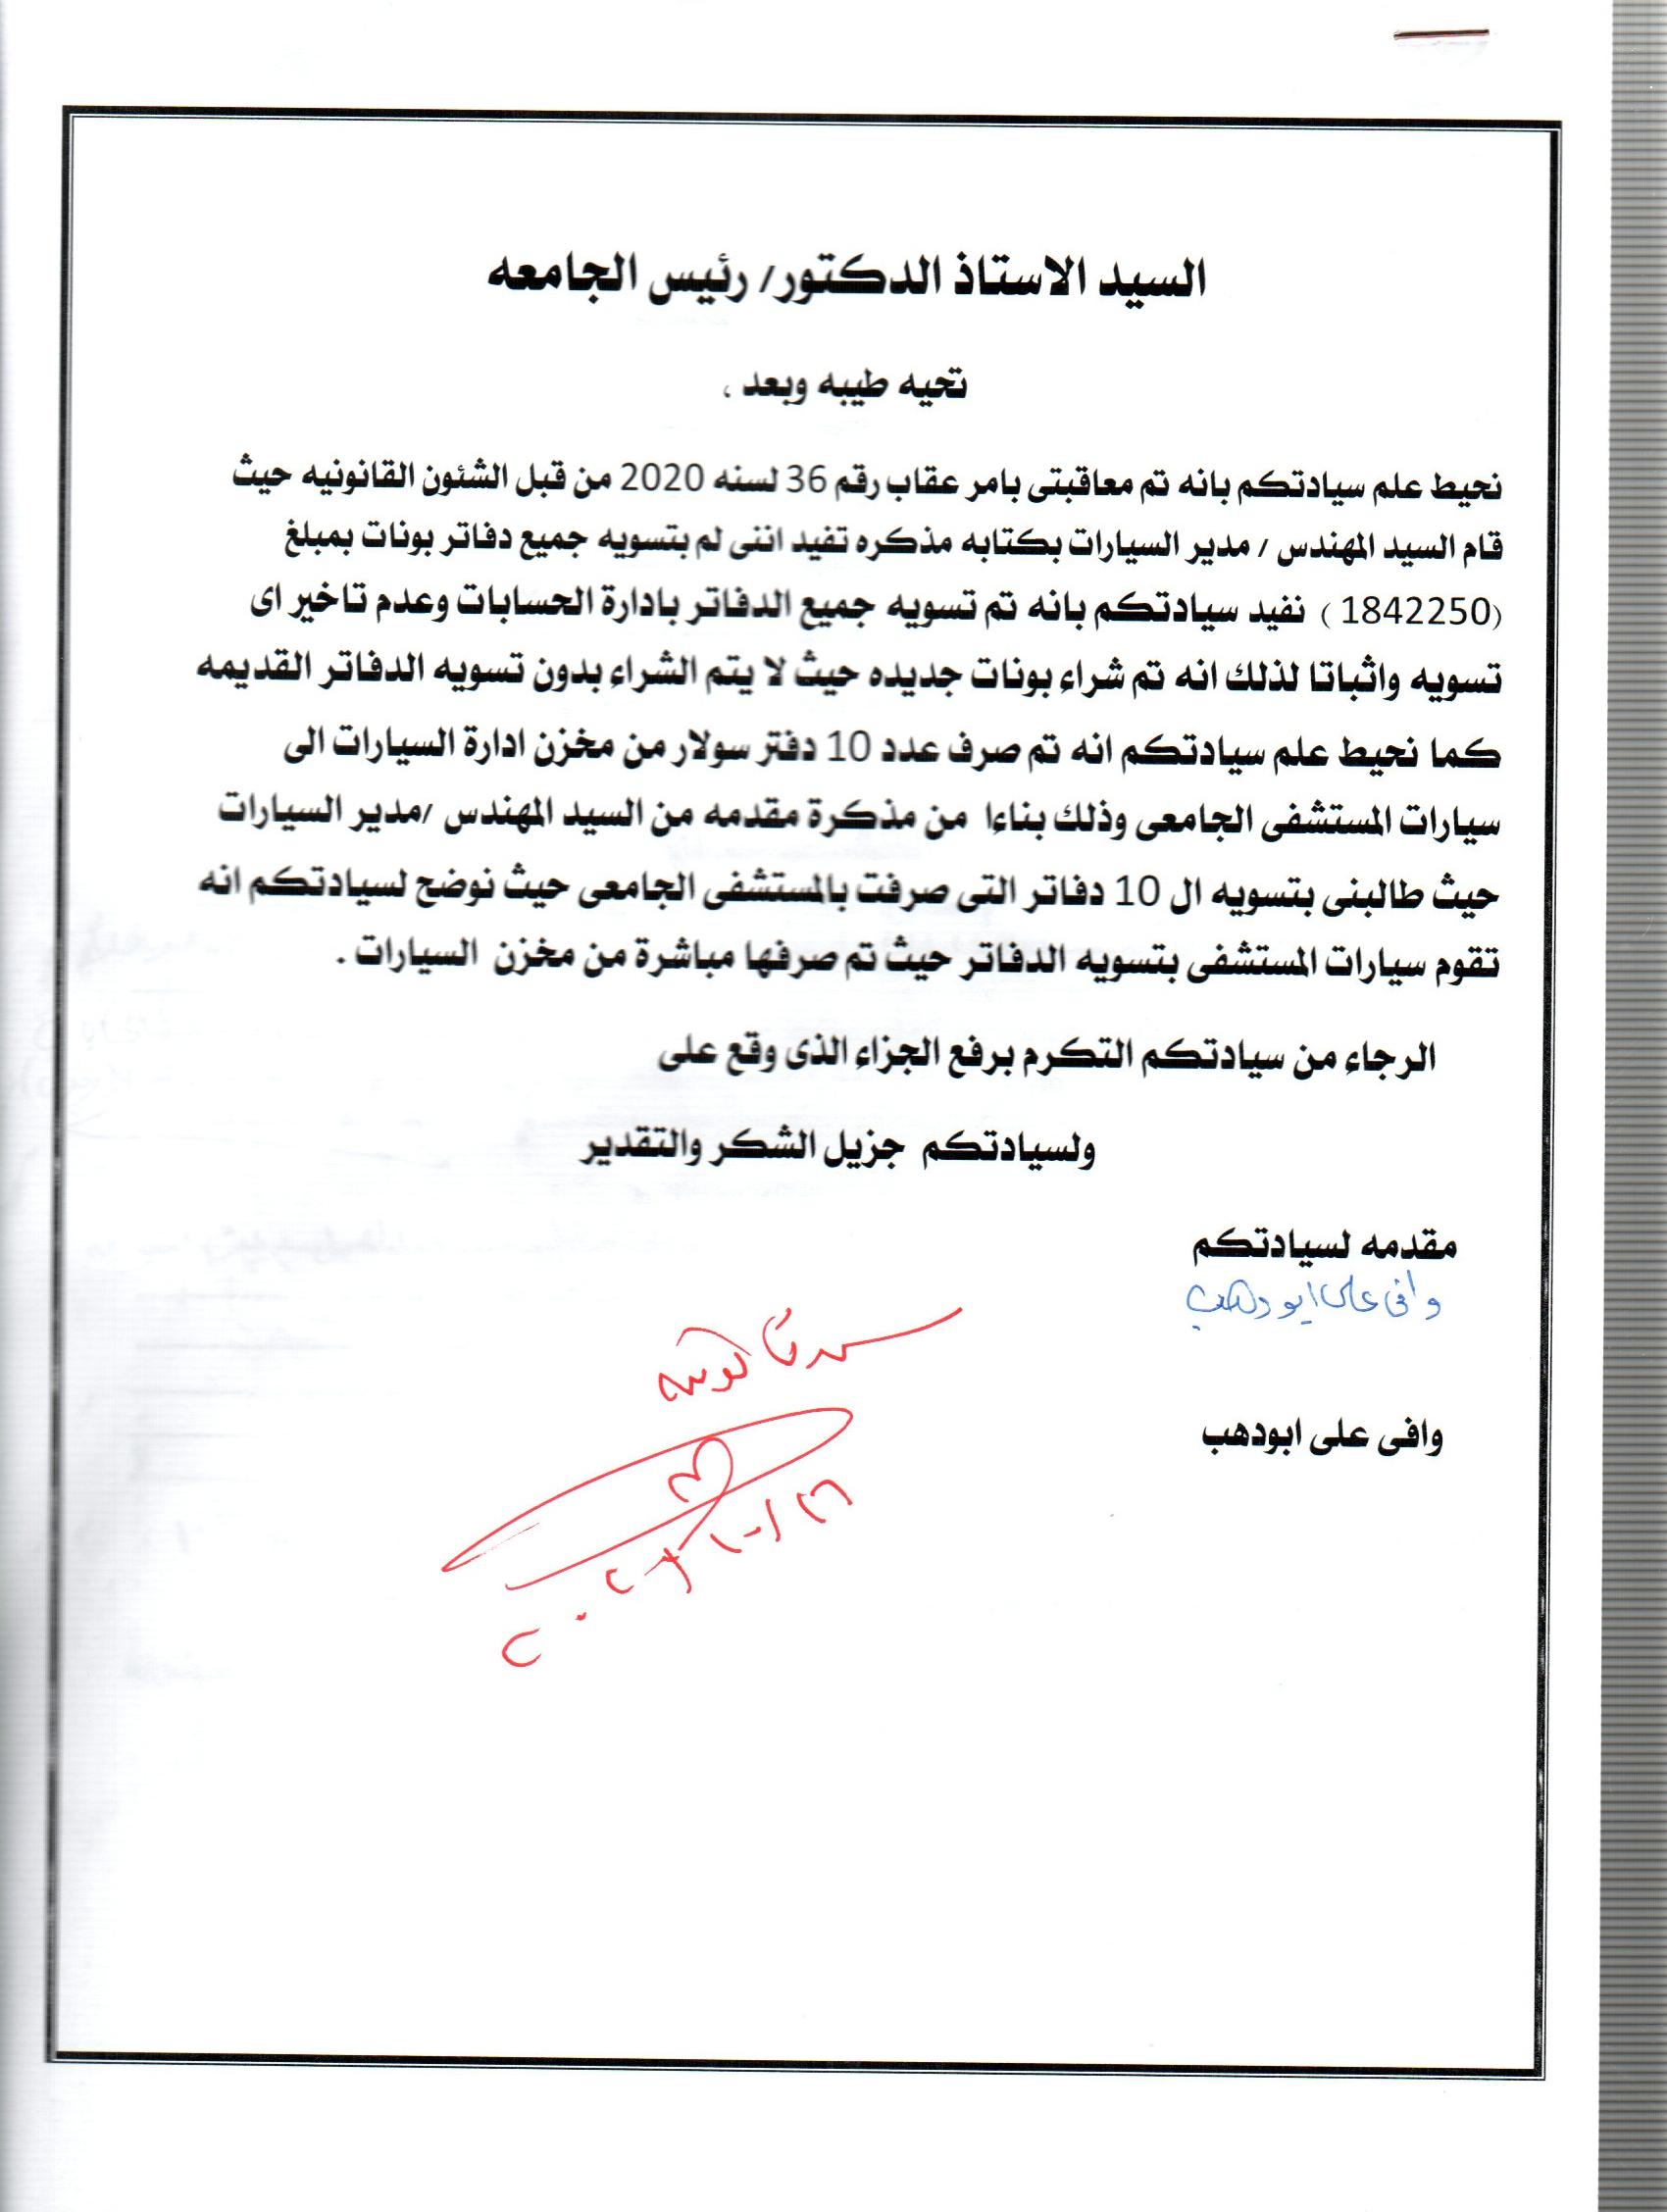 السيد الاستاذ الدكتور/ رئيس الجامعه
تحيه طيبه وبعد ،
نحيط علم سيادتكم بانه تم معاقبتى بامر عقاب رقم 36 لسنه 2020 من قبل الشئون القانونيه حيث
قام السيد المهندس / مدير السيارات بكتابه مذكره تفيد اننى لم بتسويه جميع دفاتر بونات بمبلغ
(1842250 ) نفيد سيادتكم بانه تم تسويه جميع الدفاتر بادارة الحسابات وعدم تاخير اى
تسويه واثباتا لذلك انه تم شراء بونات جديده حيث لا يتم الشراء بدون تسويه الدفاتر القديمه
كما نحيط علم سيادتكم انه تم صرف عدد 10 دفتر سولار من مخزن ادارة السيارات الى
سيارات المستشفى الجامعى وذلك بناءا من مذكرة مقدمه من السيد المهندس /مدير السيارات
حيث طالبنى بتسويه ال 10 دفاتر التى صرفت بالمستشفى الجامعى حيث نوضح لسيادتكم انه
تقوم سيارات المستشفى بتسويه الدفاتر حيث تم صرفها مباشرة من مخزن السيارات .
الرجاء من سيادتكم التكرم برفع الجزاء الذى وقع على
ولسيادتكم جزيل الشكر والتقدير
مقدمه لسيادتكم
وافى على ابو دهب
وافى على ابودهب